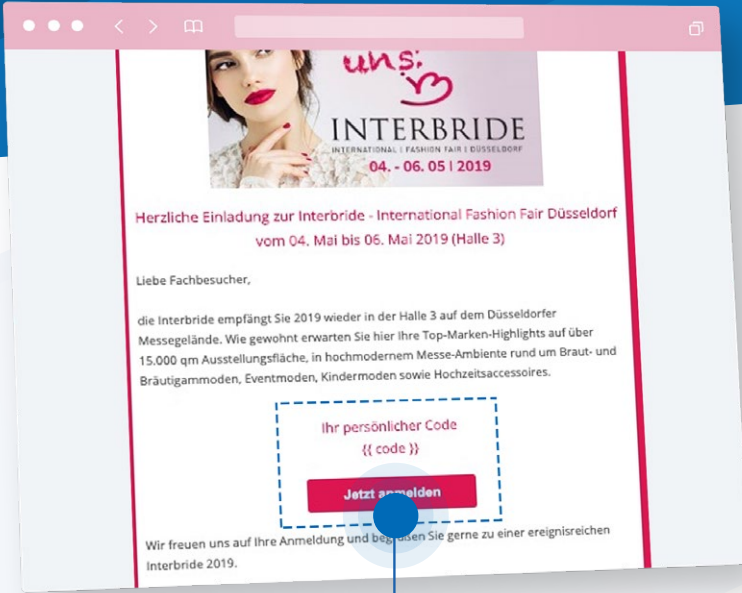 uns:
INTERBRIDE
INTERNATIONAL | FASHION FAIR | DÜSSELDORF
04. - 06. 05 | 2019
Herzliche Einladung zur Interbride - International Fashion Fair Düsseldorf
vom 04. Mai bis 06. Mai 2019 (Halle 3)
Liebe Fachbesucher,
die Interbride empfängt Sie 2019 wieder in der Halle 3 auf dem Düsseldorfer
Messegelände. Wie gewohnt erwarten Sie hier Ihre Top-Marken-Highlights auf über
15.000 qm Ausstellungsfläche, in hochmodernem Messe-Ambiente rund um Braut- und
Bräutigammoden, Eventmoden, Kindermoden sowie Hochzeitsaccessoires.
Ihr persönlicher Code
{{ code }}
Jetzt anmelden
Wir freuen uns auf Ihre Anmeldung und begrüßen Sie gerne zu einer ereignisreichen
Interbride 2019.